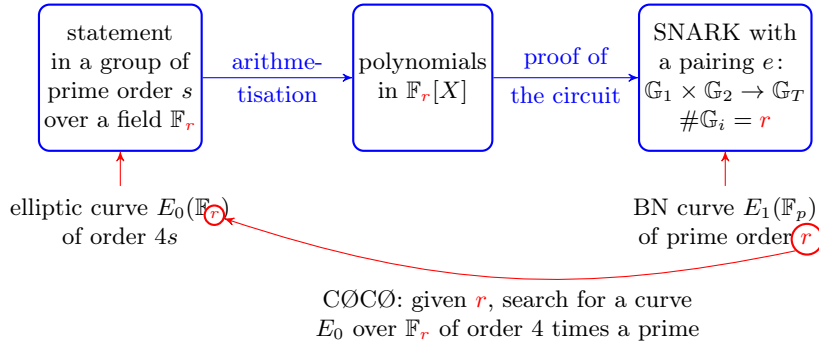 statement
in a group of
prime order s
over a field 𝔽r
arithme-
tisation
polynomials
in 𝔽r[X]
proof of
the circuit
SNARK with
a pairing e:
𝔾1 × 𝔾2 → 𝔾T
#𝔾i = r
elliptic curve E0(𝔽r)
of order 4s
BN curve E1(𝔽p)
of prime order r
CØCØ: given r, search for a curve
E0 over 𝔽r of order 4 times a prime